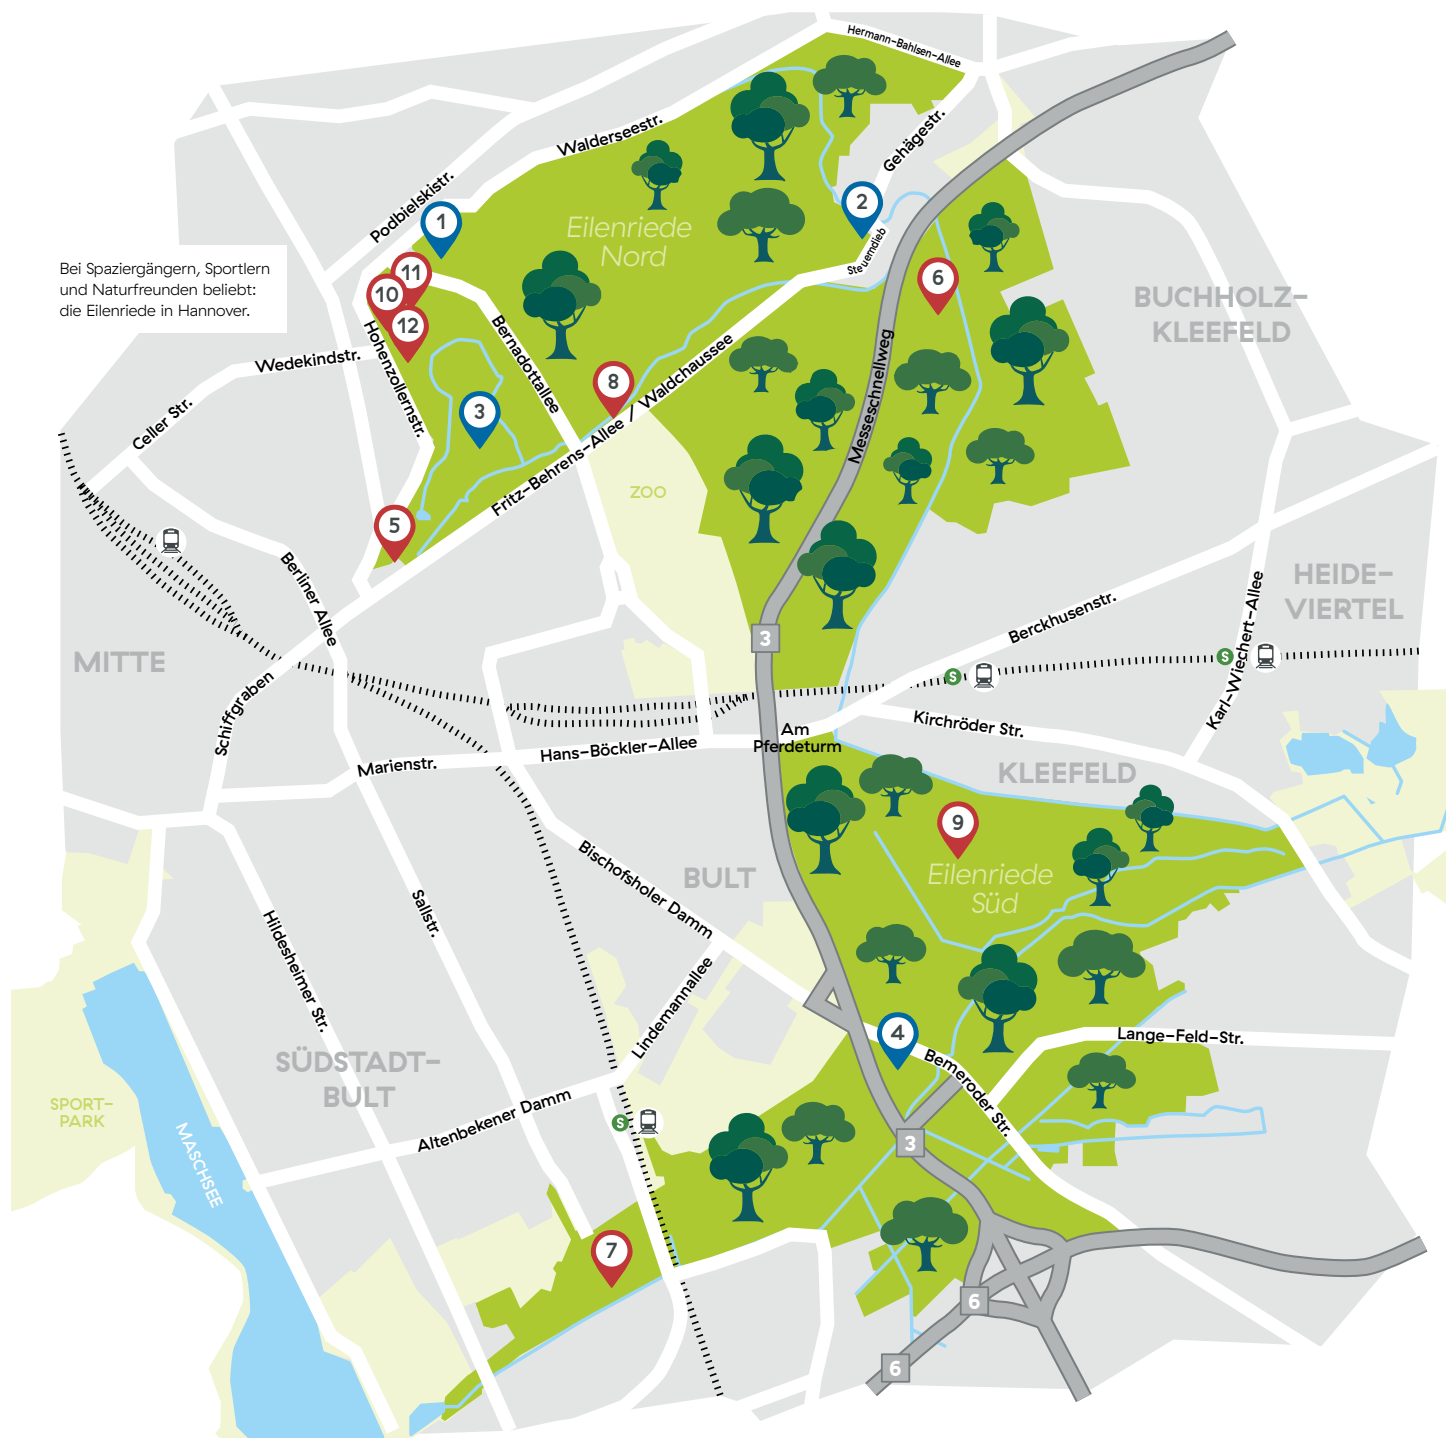 Hermann-Bahlsen-Allee
Walderseestr.
Gehägestr.
Podbielskistr.
1
2
Eilenriede
Nord
Steuerndieb
Bei Spaziergängern, Sportlern
und Naturfreunden beliebt:
die Eilenriede in Hannover.
11
10
12
6
BUCHHOLZ-
KLEEFELD
Wedekindstr.
Hohenzollernstr.
Bernadottallee
8
Fritz-Behrens-Allee / Waldchaussee
Messeschnellweg
Celler Str.
3
ZOO
5
Berliner Allee
HEIDE-
VIERTEL
Berckhusenstr.
Karl-Wiechert-Allee
3
MITTE
S
S
Schiffgraben
Kirchröder Str.
Am
Pferdeturm
Hans-Böckler-Allee
Marienstr.
KLEEFELD
9
Eilenriede
Süd
BULT
Bischofsholer Damm
Sallstr.
Hildesheimer Str.
Lindemannallee
4
Bemeroder Str.
Lange-Feld-Str.
SÜDSTADT-
BULT
SPORT-
PARK
MASCHSEE
Altenbekener Damm
S
3
7
6
6